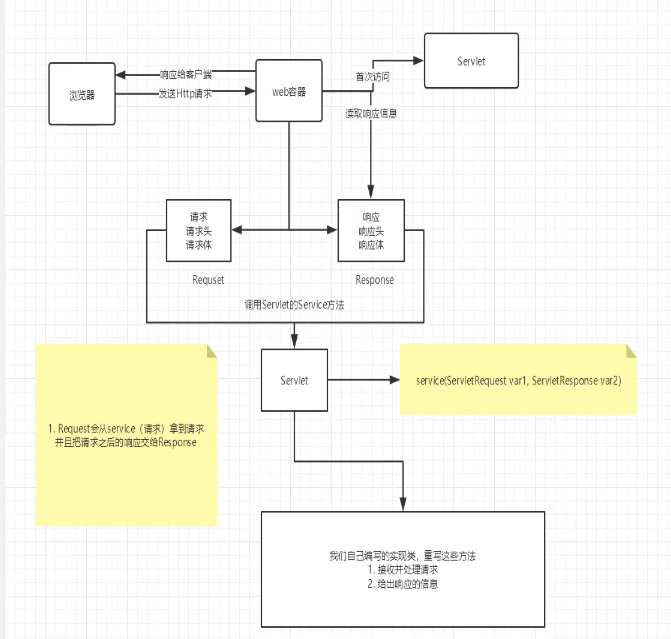 Servlet
响应给客户端
首次访问
浏览器
发送Http请求
web容器
读取响应信息
请求
请求头
请求体
响应
响应头
响应体
Requset
Response
调用Servlet的Service方法
Servlet
service(ServletRequest var1, ServletResponse var2)
1. Request会从service（请求）拿到请求
并且把请求之后的响应交给Response
我们自己编写的实现类，重写这些方法
1. 接收并处理请求
2. 给出响应的信息